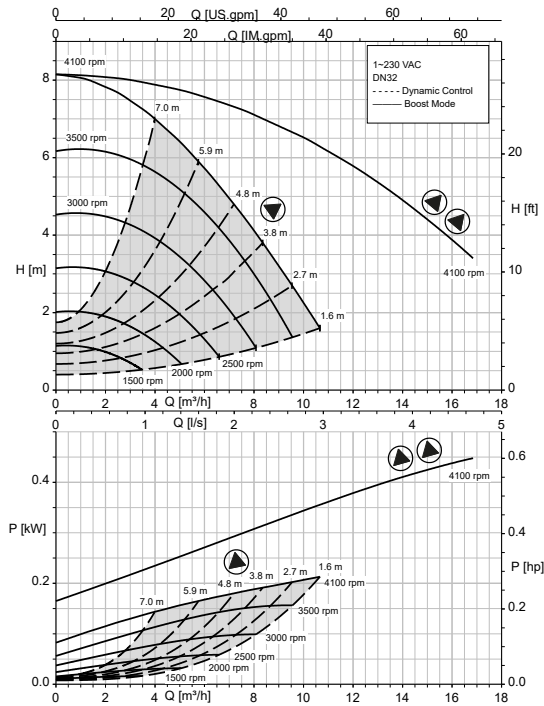 0 20 40 60
Q [US.gpm]
0 20 40 60
Q [IM.gpm]
4100 rpm
1~230 VAC
DN32
----- Dynamic Control
——— Boost Mode
8
7.0 m
3500 rpm
5.9 m
6
20
3000 rpm
4.8 m
4
3.8 m
H [ft]
4100 rpm
H [m]
2.7 m
10
2
1.6 m
2500 rpm
2000 rpm
1500 rpm
0 0
0 2 4 6 8 10 12 14 16 18
Q [m³/h]
0 1 2 3 4 5
Q [l/s]
0.6
0.4
4100 rpm
P [kW]
0.4
P [hp]
1.6 m
2.7 m
3.8 m
4.8 m
5.9 m
7.0 m
4100 rpm
0.2
0.2
3500 rpm
3000 rpm
2500 rpm
2000 rpm
1500 rpm
0.0 0.0
0 2 4 6 8 10 12 14 16 18
Q [m³/h]